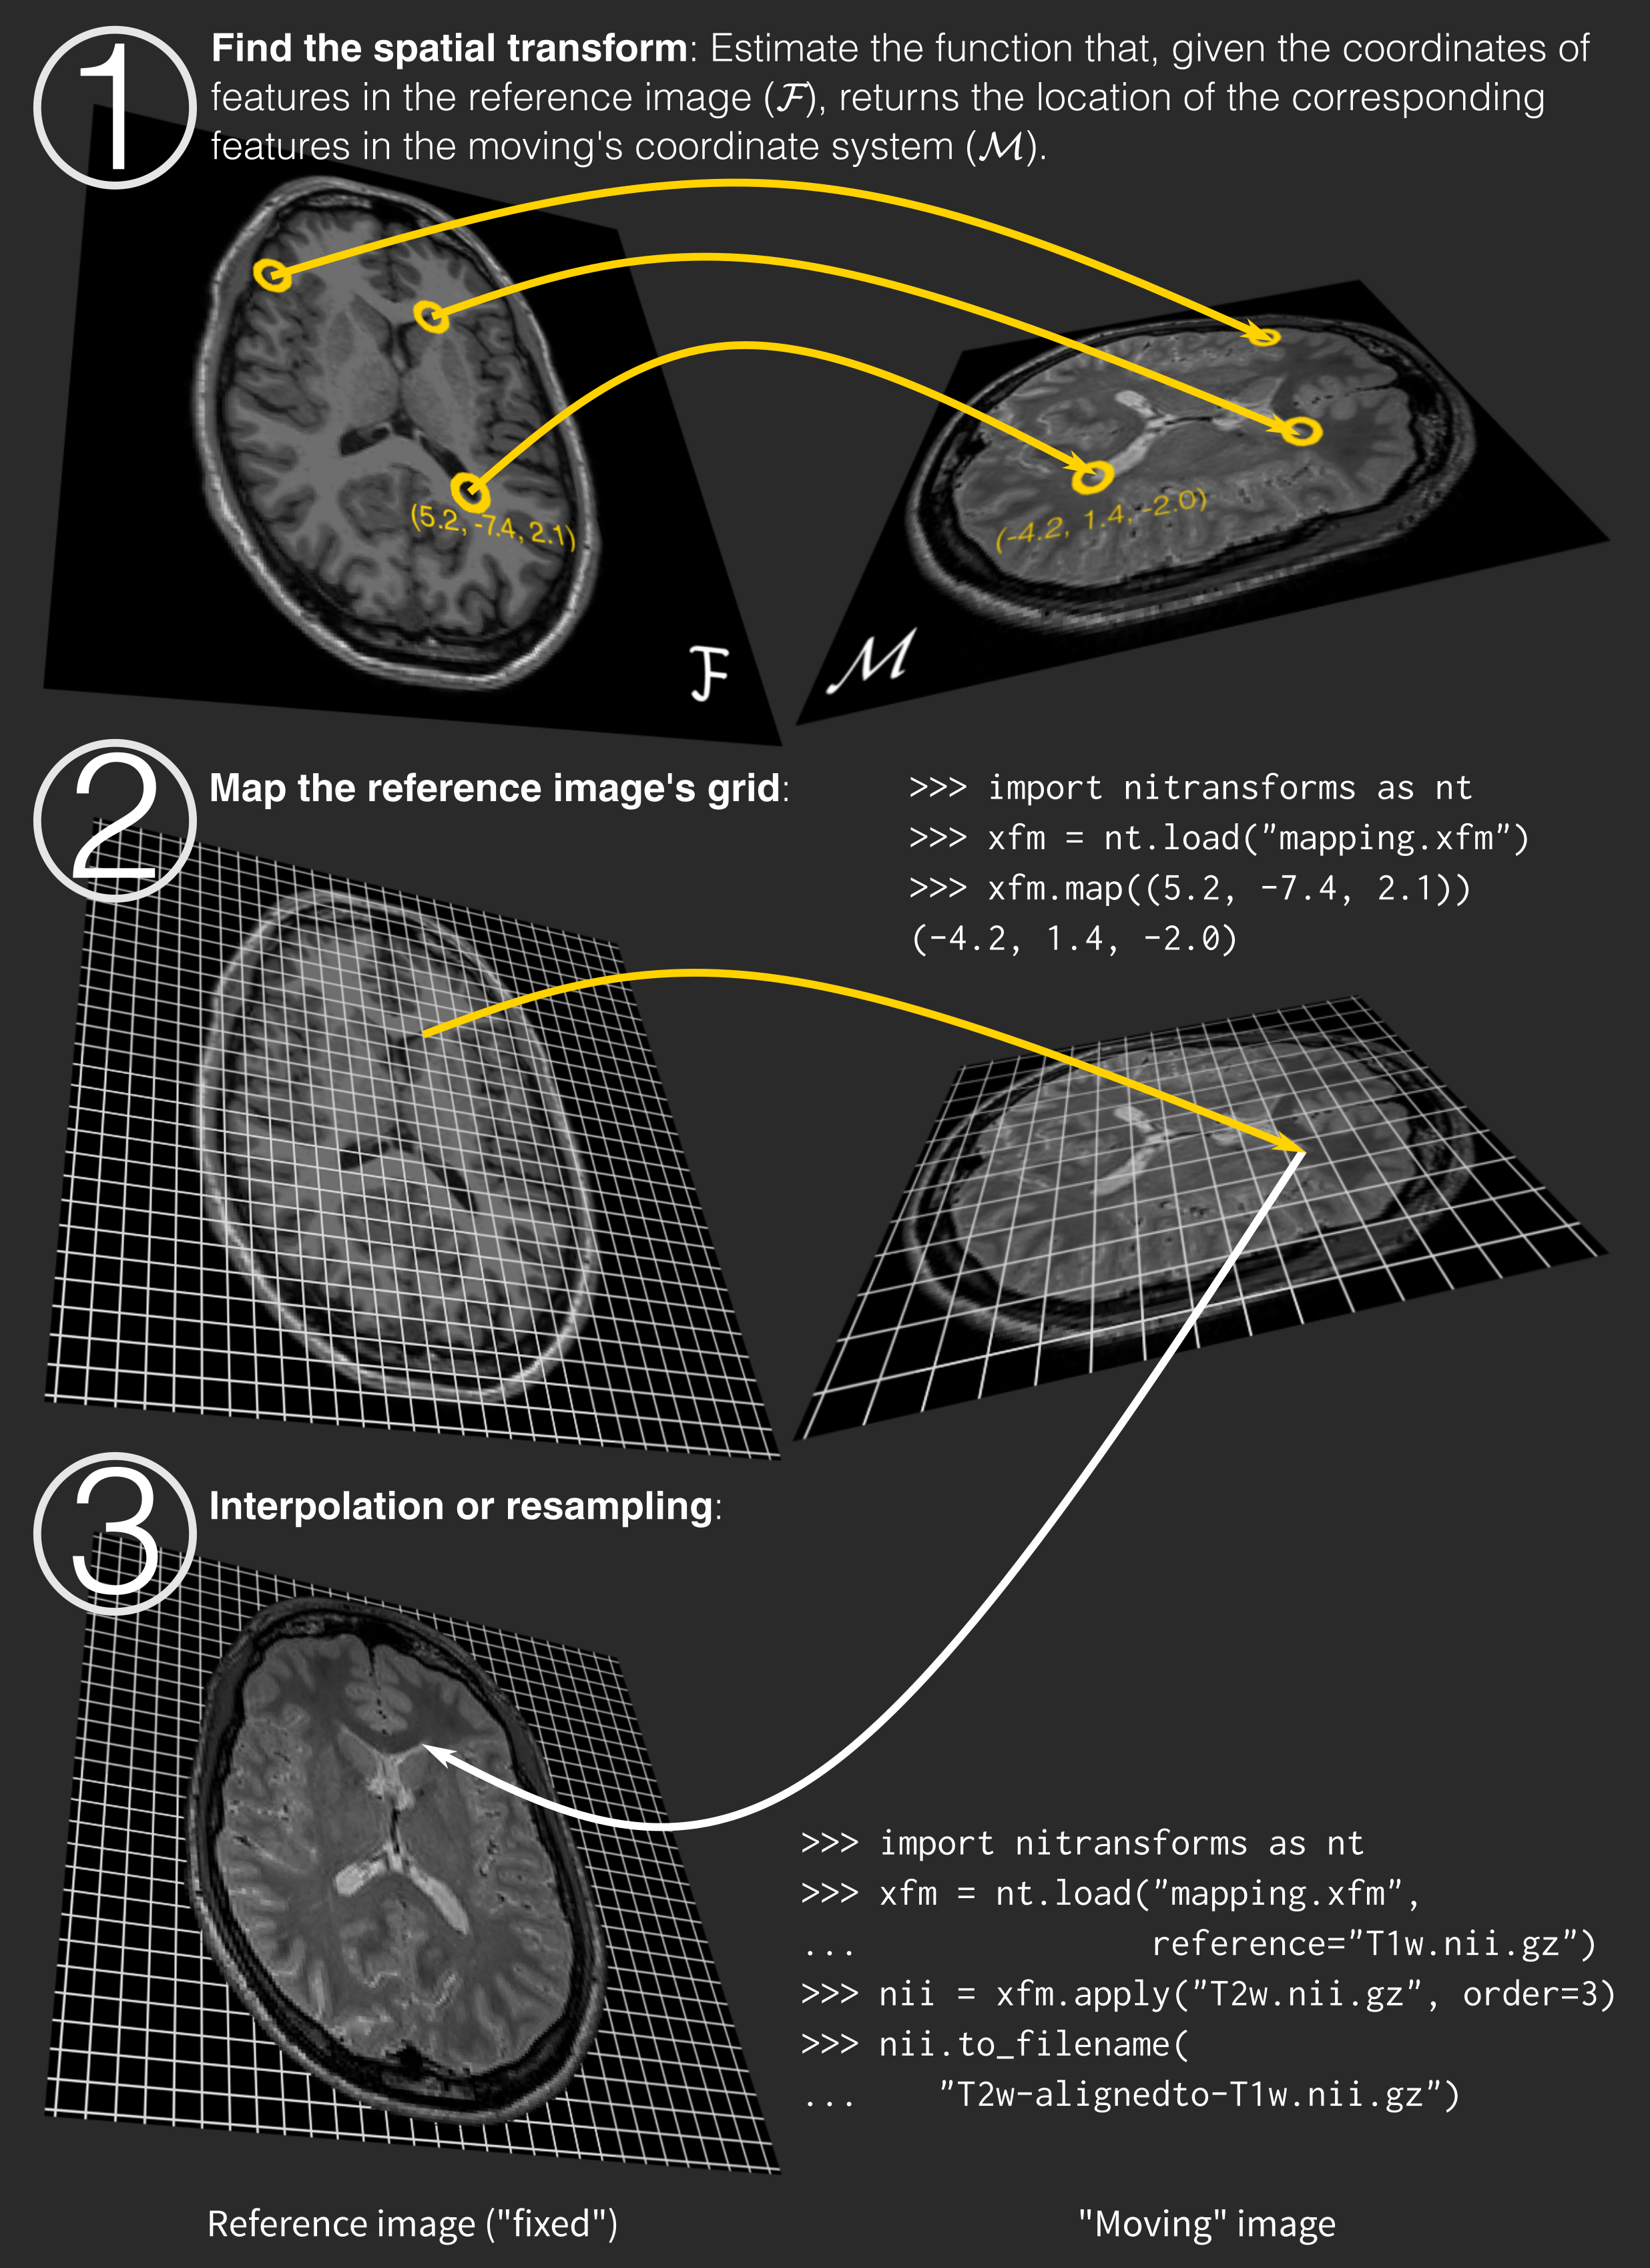 1
Find the spatial transform: Estimate the function that, given the coordinates of
features in the reference image (ℱ), returns the location of the corresponding
features in the moving's coordinate system (ℳ).
(5.2, -7.4, 2.1)
(-4.2, 1.4, -2.0)
ℱ
ℳ
2
Map the reference image's grid:
>>> import nitransforms as nt
>>> xfm = nt.load("mapping.xfm")
>>> xfm.map((5.2, -7.4, 2.1))
(-4.2, 1.4, -2.0)
3
Interpolation or resampling:
>>> import nitransforms as nt
>>> xfm = nt.load("mapping.xfm",
...               reference="T1w.nii.gz")
>>> nii = xfm.apply("T2w.nii.gz", order=3)
>>> nii.to_filename(
...    "T2w-alignedto-T1w.nii.gz")
Reference image ("fixed")
"Moving" image